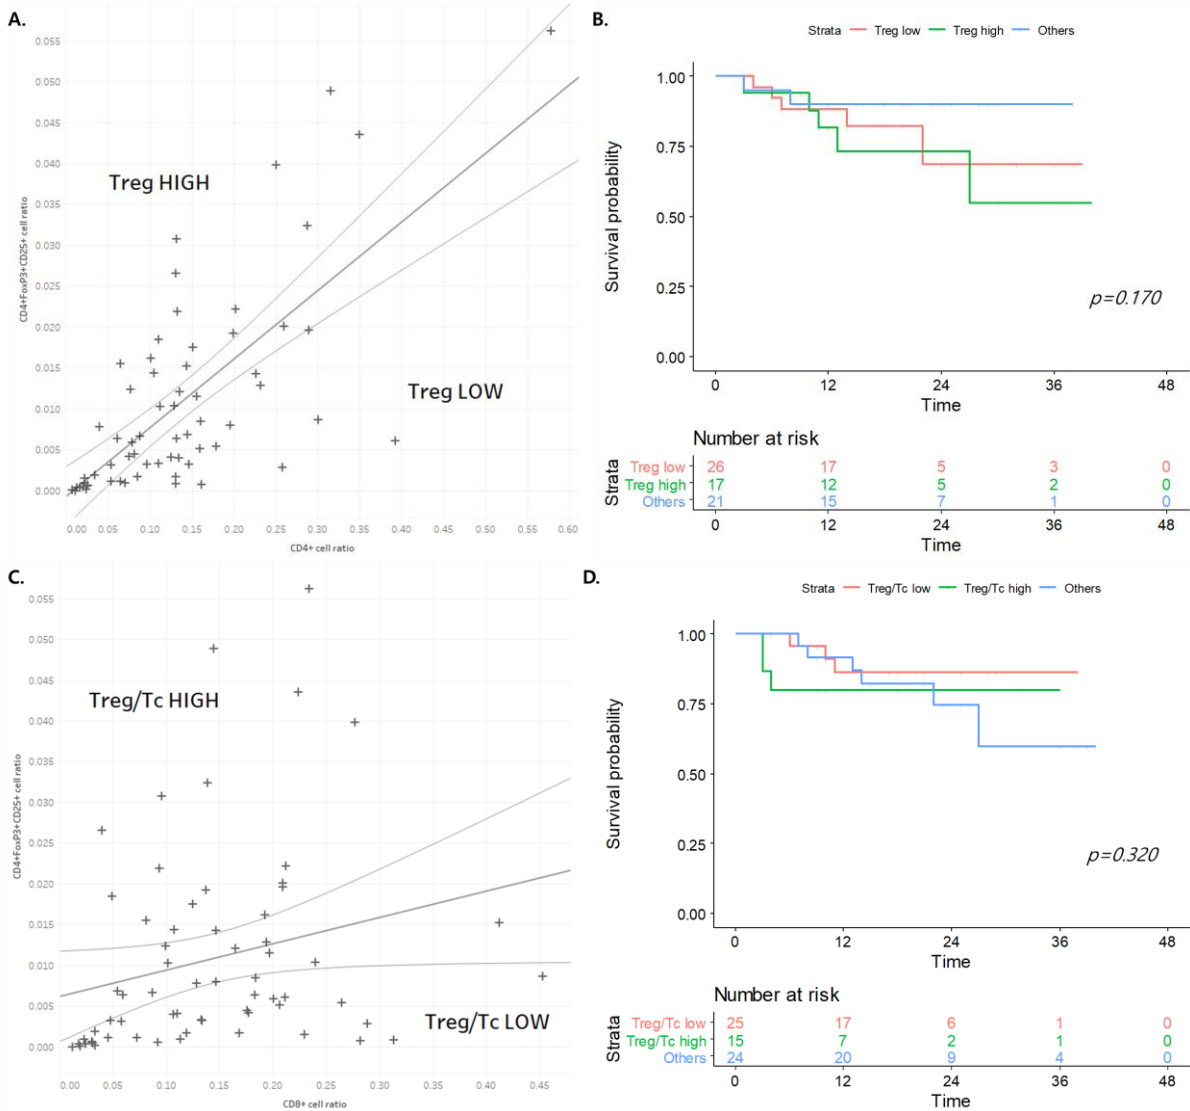 A.
0.055
0.050
0.045
0.040
0.035
0.030
0.025
0.020
0.015
0.010
0.005
0.000
CD4+FoxP3+CD25+ cell ratio
Treg HIGH
Treg LOW
0.00 0.05 0.10 0.15 0.20 0.25 0.30 0.35 0.40 0.45 0.50 0.55 0.60
CD4+ cell ratio
B.
Strata Treg low Treg high Others
1.00
0.75
0.50
0.25
0.00
Survival probability
p=0.170
0 12 24 36 48
Time
Number at risk
Strata
Treg low 26 17 5 3 0
Treg high 17 12 5 2 0
Others 21 15 7 1 0
0 12 24 36 48
Time
C.
0.055
0.050
0.045
0.040
0.035
0.030
0.025
0.020
0.015
0.010
0.005
0.000
CD4+FoxP3+CD25+ cell ratio
Treg/Tc HIGH
Treg/Tc LOW
0.00 0.05 0.10 0.15 0.20 0.25 0.30 0.35 0.40 0.45
CD8+ cell ratio
D.
Strata Treg/Tc low Treg/Tc high Others
1.00
0.75
0.50
0.25
0.00
Survival probability
p=0.320
0 12 24 36 48
Time
Number at risk
Strata
Treg/Tc low 25 17 6 1 0
Treg/Tc high 15 7 2 1 0
Others 24 20 9 4 0
0 12 24 36 48
Time